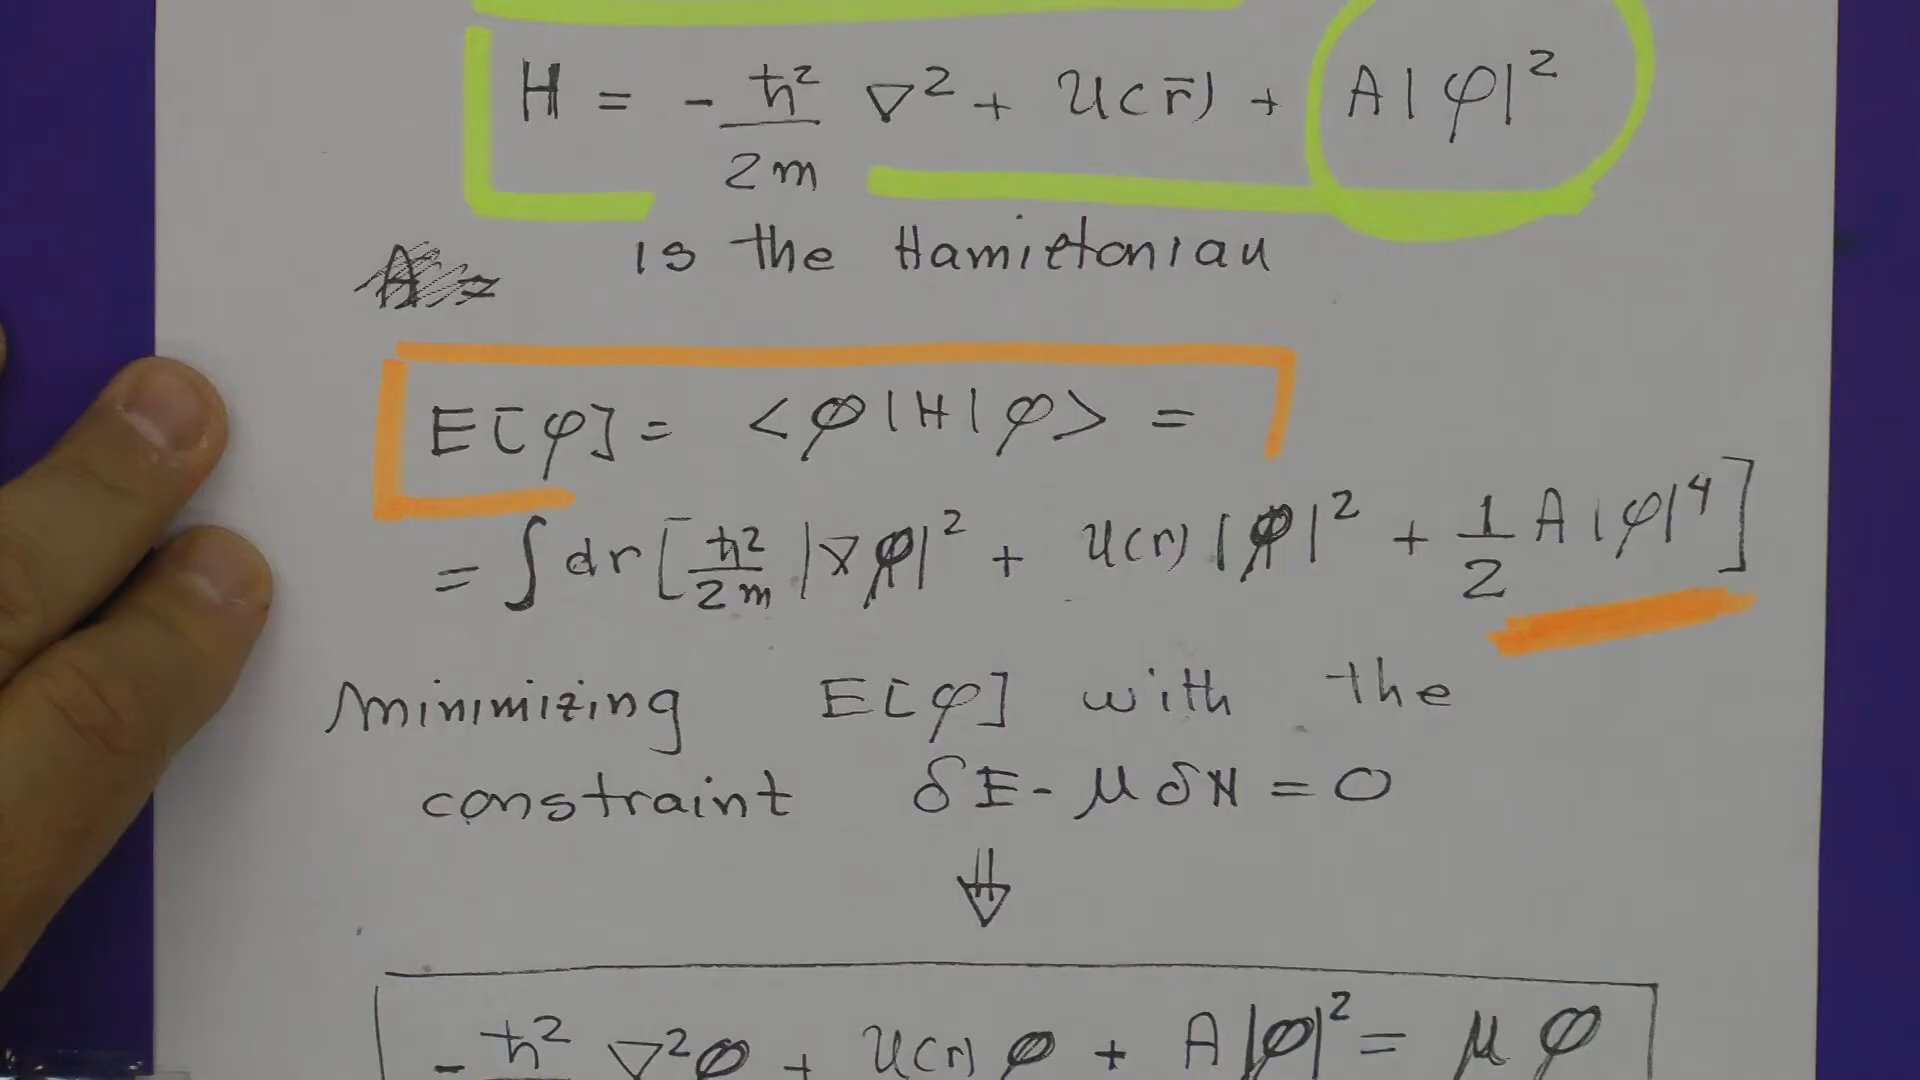 H = - ħ²/2m ∇² + U(r̄) + A|φ|²
is the Hamiltonian
E[φ] = <φ|H|φ> =
= ∫dr[ħ²/2m |∇φ|² + U(r)|φ|² + 1/2 A|φ|⁴]
Minimizing E[φ] with the
constraint δE - μδN = 0
⇓
- ħ² ∇²φ + U(r)φ + A|φ|² = μφ